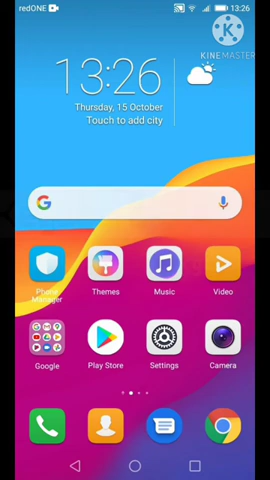 redONE
13:26
KINEMASTER
13:26
Thursday, 15 October
Touch to add city
Phone
Manager
Themes
Music
Video
Google
Play Store
Settings
Camera